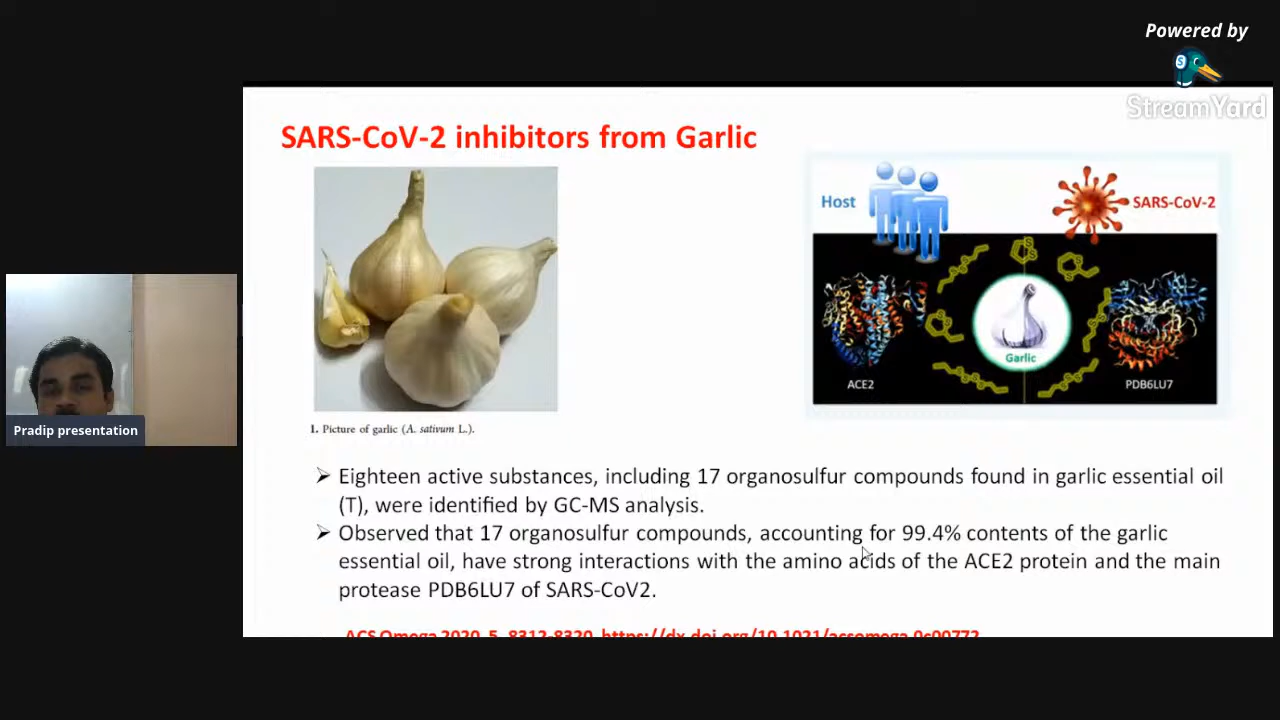 Powered by
StreamYard
SARS-CoV-2 inhibitors from Garlic
Host
SARS-CoV-2
Garlic
ACE2
PDB6LU7
Pradip presentation
1. Picture of garlic (A. sativum L.).
➢ Eighteen active substances, including 17 organosulfur compounds found in garlic essential oil
(T), were identified by GC-MS analysis.
➢ Observed that 17 organosulfur compounds, accounting for 99.4% contents of the garlic
essential oil, have strong interactions with the amino acids of the ACE2 protein and the main
protease PDB6LU7 of SARS-CoV2.
ACS Omega 2020, 5, 8312-8320, https://dx.doi.org/10.1021/acsomega.0c00772